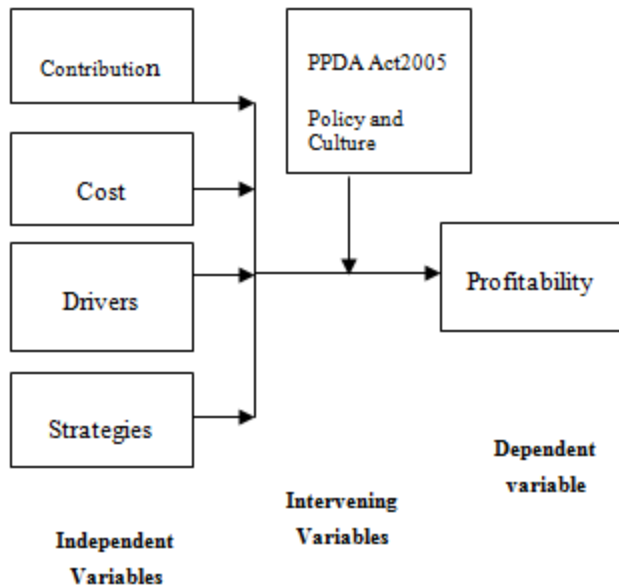 Contribution
PPDA Act2005
Policy and
Culture
Cost
Drivers
Profitability
Strategies
Dependent
variable
Intervening
Variables
Independent
Variables